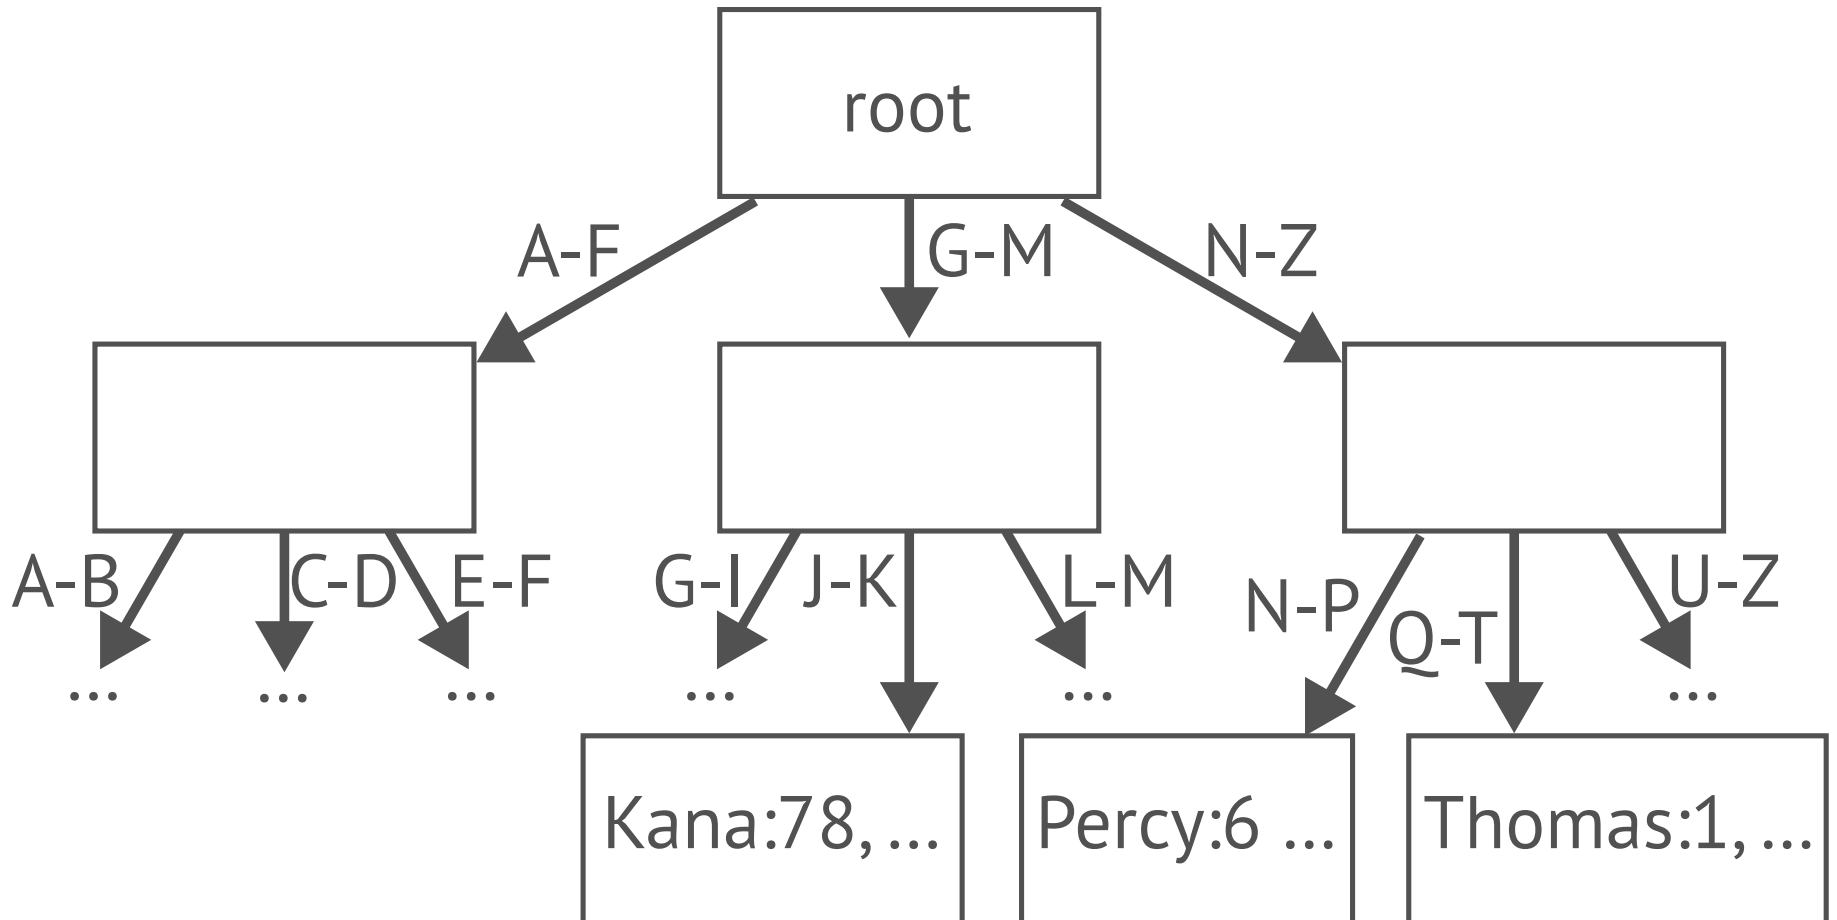 root
A-F
G-M
N-Z
A-B
C-D
E-F
G-I
J-K
L-M
N-P
Q-T
U-Z
...
...
...
...
...
...
Kana:78, ...
Percy:6 ...
Thomas:1, ...